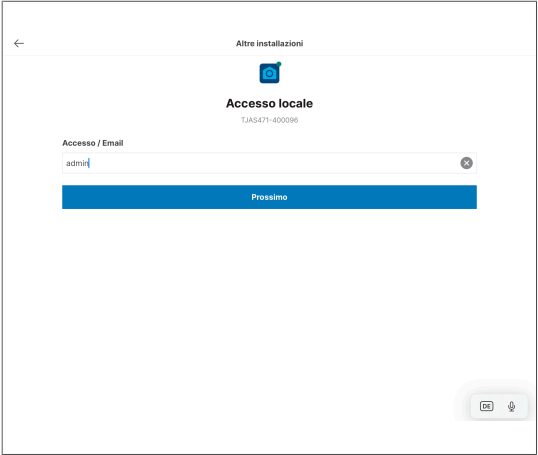 Altre installazioni
Accesso locale
TJAS471-400096
Accesso / Email
admin
Prossimo
DE